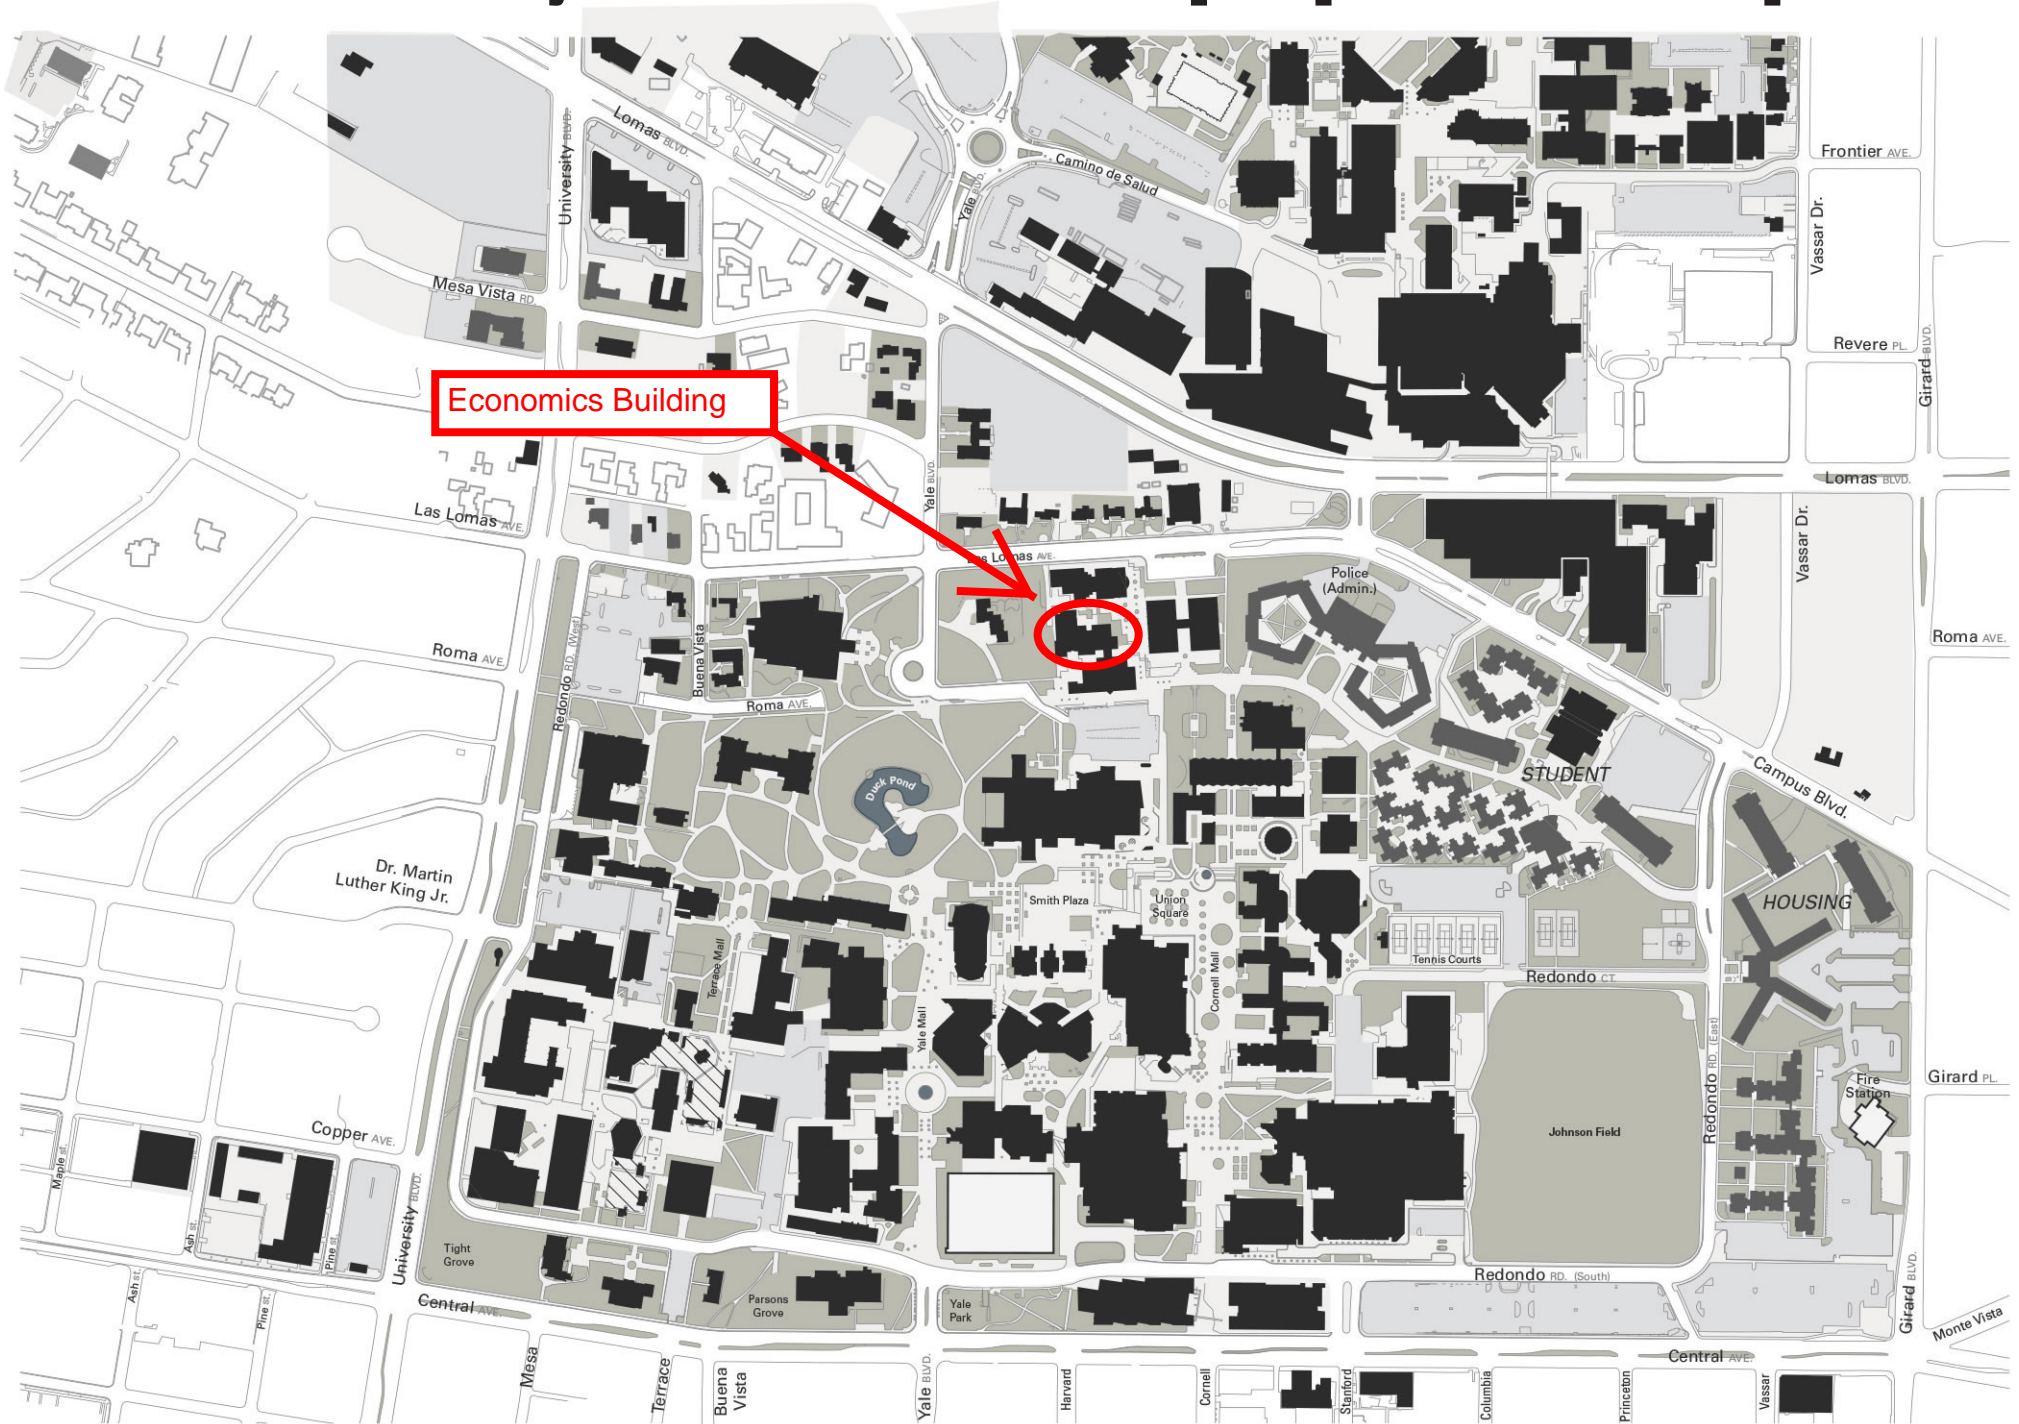 Lomas BLVD.
University BLVD.
Yale BLVD.
Camino de Salud
Frontier AVE.
Vassar Dr.
Mesa Vista RD
Revere PL.
Girard BLVD.
Economics Building
Yale BLVD.
Lomas BLVD.
Las Lomas AVE.
Las Lomas AVE.
Vassar Dr.
Police
(Admin.)
Roma AVE.
Redondo RD. (West)
Buena Vista
Roma AVE.
Roma AVE.
Duck Pond
STUDENT
Campus Blvd.
Dr. Martin
Luther King Jr.
Smith Plaza
Union
Square
HOUSING
Terrace Mall
Cornell Mall
Tennis Courts
Redondo CT.
Yale Mall
Redondo RD. (East)
Fire
Station
Girard PL.
Copper AVE.
Johnson Field
Maple st.
Ash st.
Pine st.
University BLVD.
Tight
Grove
Parsons
Grove
Yale
Park
Redondo RD. (South)
Girard BLVD.
Monte Vista
Ash st.
Pine st.
Central AVE.
Central AVE.
Mesa
Terrace
Buena
Vista
Yale BLVD.
Harvard
Cornell
Stanford
Columbia
Princeton
Vassar